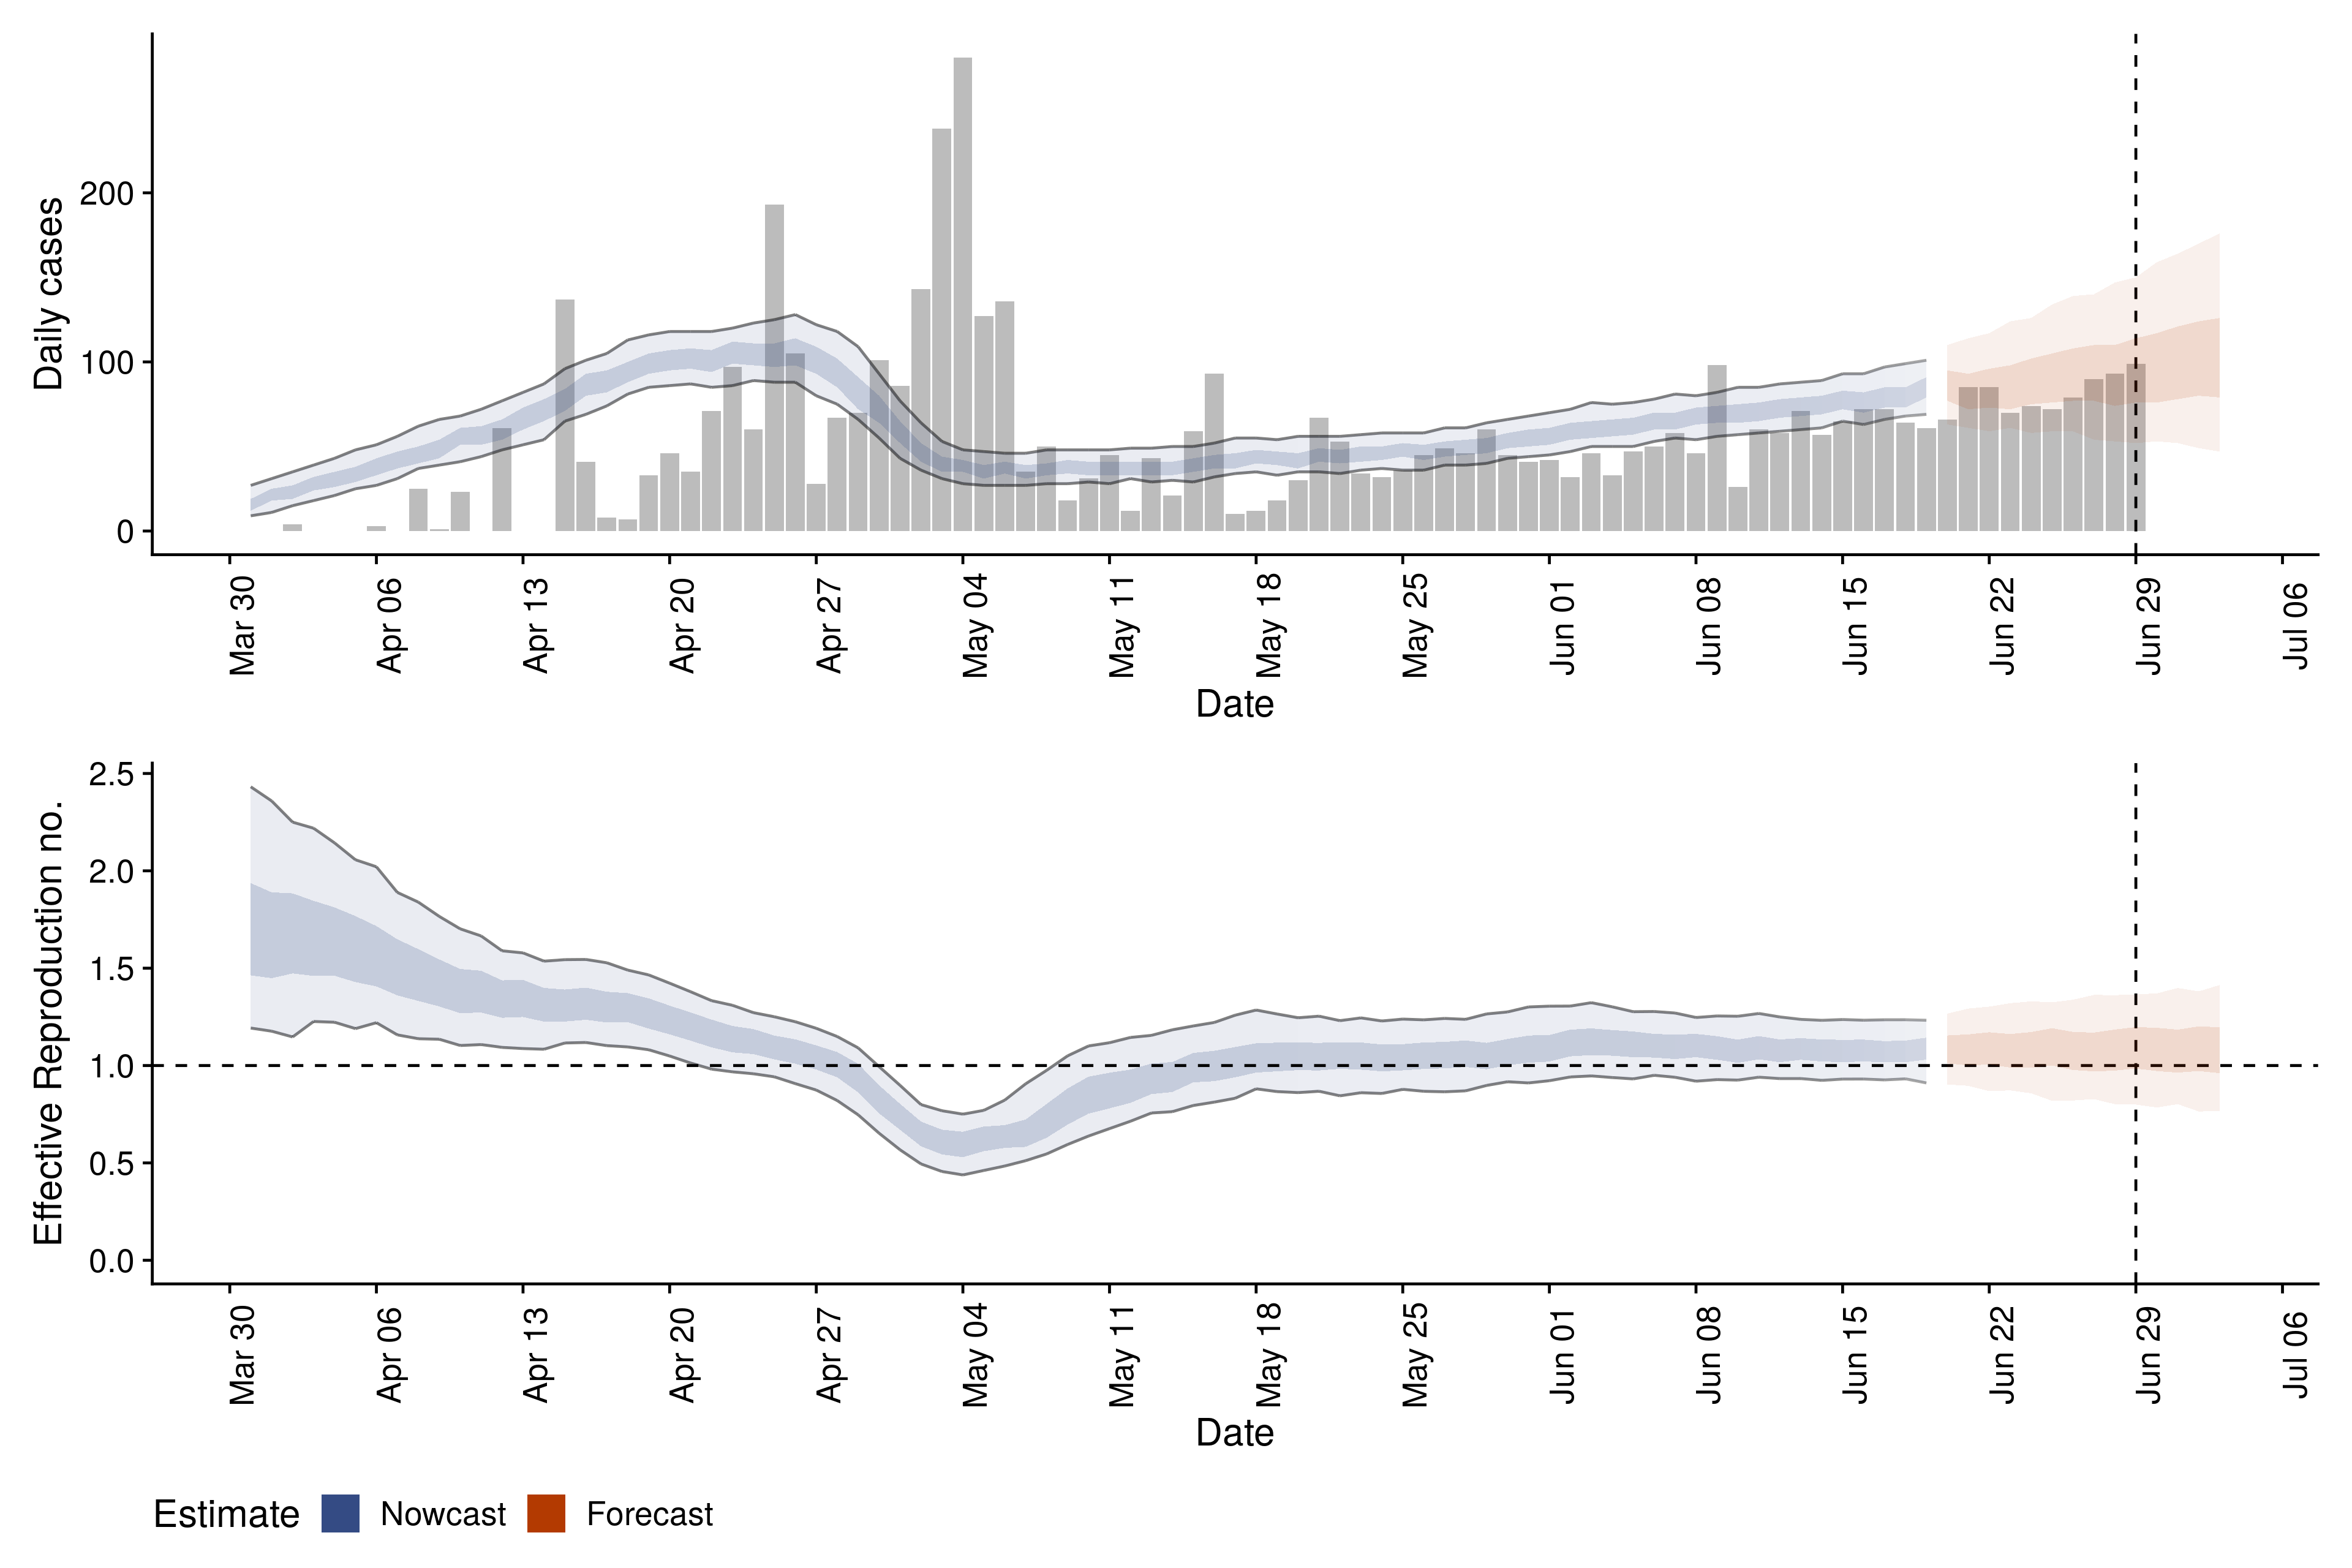 Daily cases
200
100
0
Mar 30
Apr 06
Apr 13
Apr 20
Apr 27
May 04
May 11
May 18
May 25
Jun 01
Jun 08
Jun 15
Jun 22
Jun 29
Jul 06
Date
Effective Reproduction no.
2.5
2.0
1.5
1.0
0.5
0.0
Mar 30
Apr 06
Apr 13
Apr 20
Apr 27
May 04
May 11
May 18
May 25
Jun 01
Jun 08
Jun 15
Jun 22
Jun 29
Jul 06
Date
Estimate Nowcast Forecast